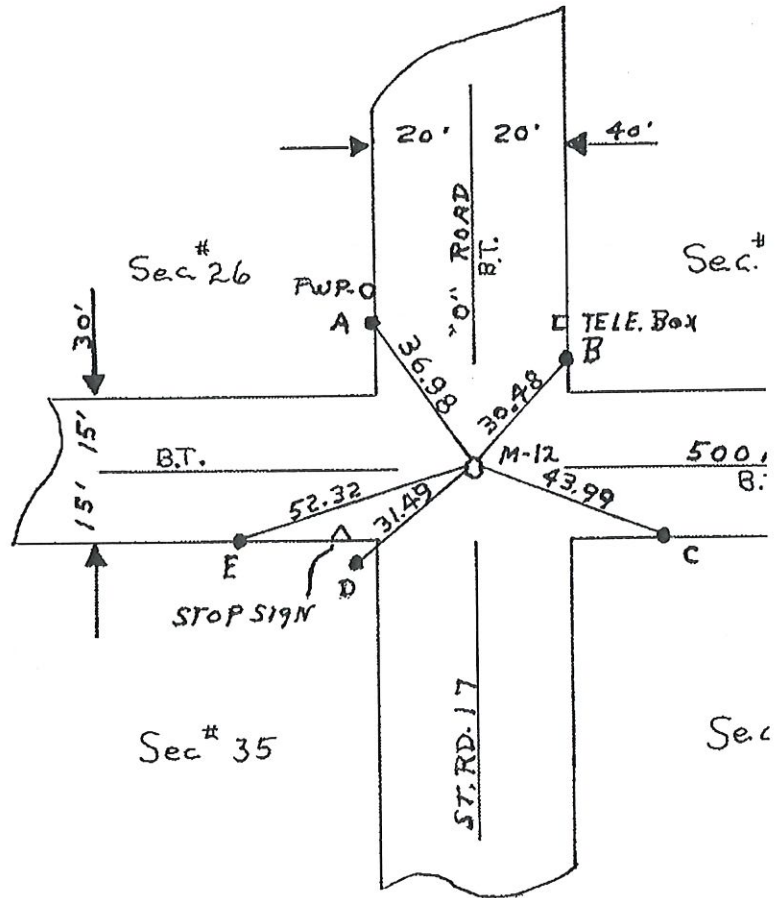 20' 20' 40'
"O" ROAD
B.T.
Sec # 26
Sec. #
PWP-O
A
TELE. BOX
B
30'
36.98
30.48
15'
B.T.
M-12
500
B.
15'
52.32
31.49
43.99
E
D
C
STOP SIGN
ST. RD. 17
Sec # 35
Sec